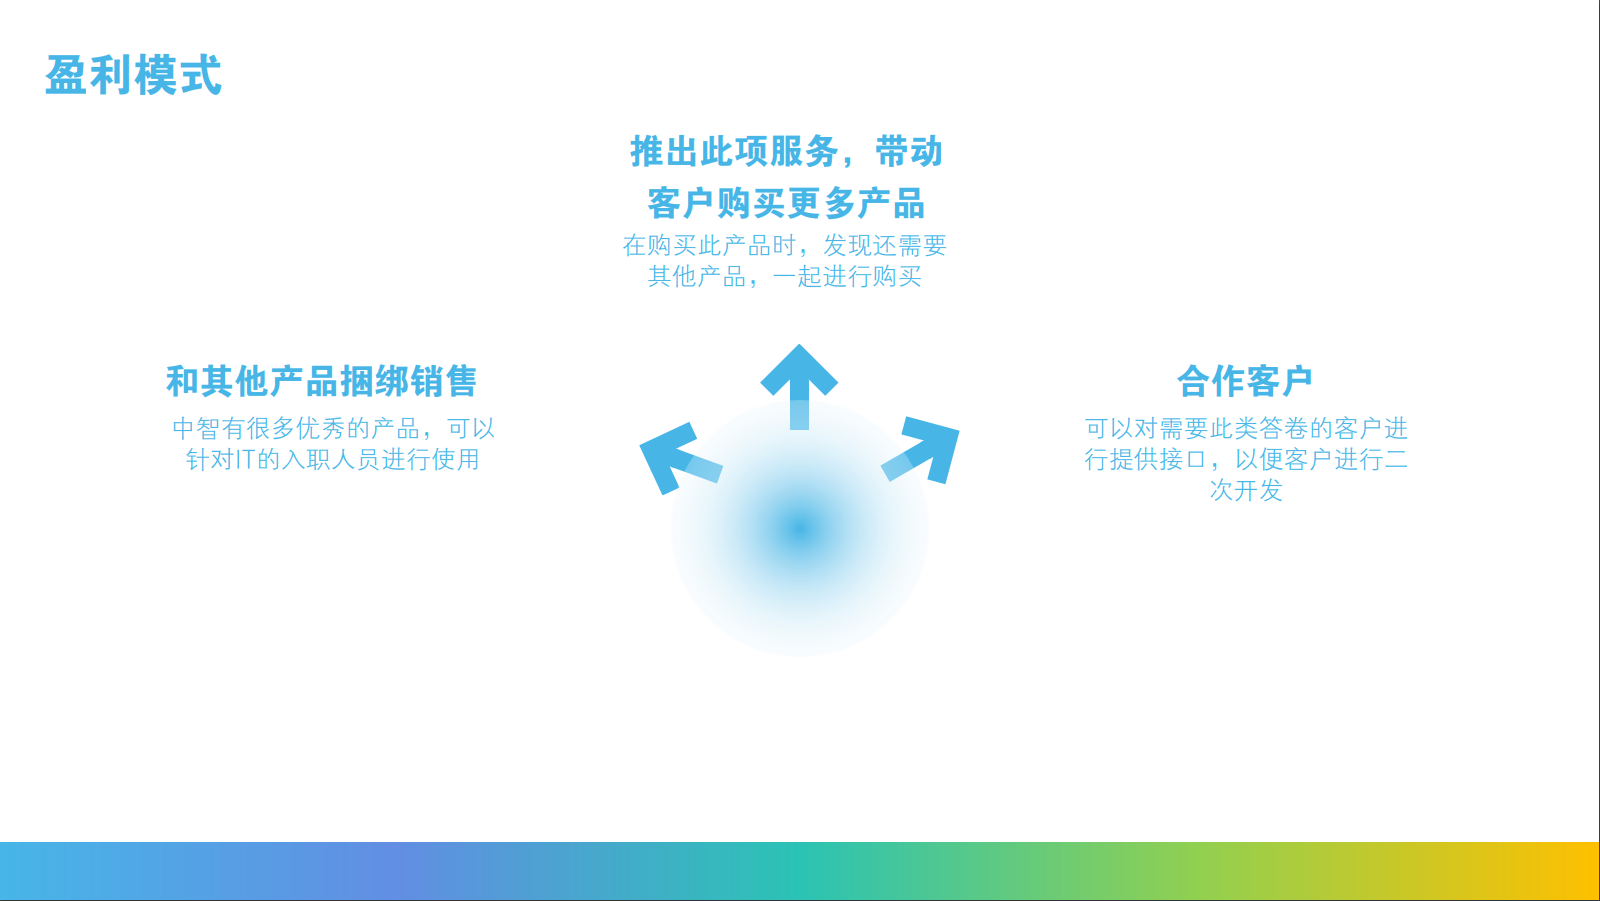 盈利模式
推出此项服务，带动
客户购买更多产品
在购买此产品时，发现还需要
其他产品，一起进行购买
和其他产品捆绑销售
中智有很多优秀的产品，可以
针对IT的入职人员进行使用
合作客户
可以对需要此类答卷的客户进
行提供接口，以便客户进行二
次开发